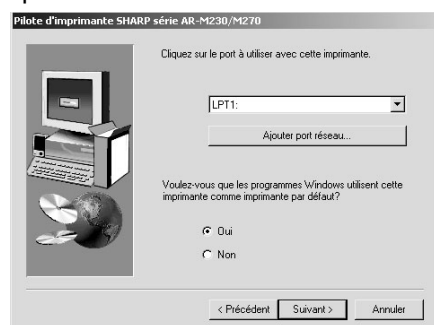 Pilote d'imprimante SHARP série AR-M230/M270
Cliquez sur le port à utiliser avec cette imprimante.
LPT1:
Ajouter port réseau...
Voulez-vous que les programmes Windows utilisent cette
imprimante comme imprimante par défaut?
Oui
Non
< Précédent
Suivant >
Annuler